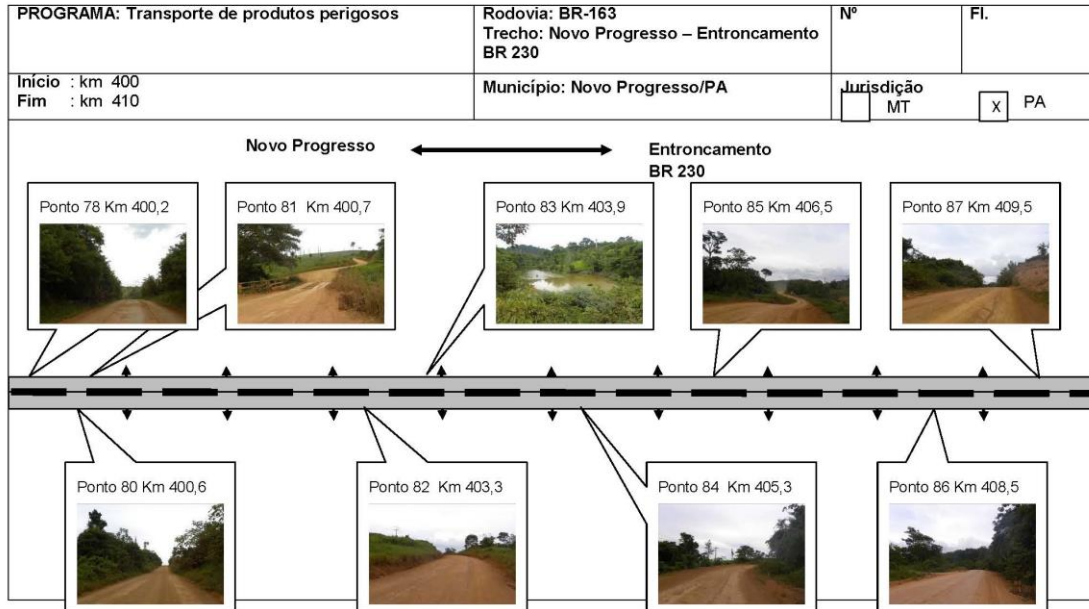 PROGRAMA: Transporte de produtos perigosos
Rodovia: BR-163
Trecho: Novo Progresso – Entroncamento
BR 230
Nº
Fl.
Início : km 400
Fim : km 410
Município: Novo Progresso/PA
Jurisdição
MT
X PA
Novo Progresso
Entroncamento
BR 230
Ponto 78 Km 400,2
Ponto 81 Km 400,7
Ponto 83 Km 403,9
Ponto 85 Km 406,5
Ponto 87 Km 409,5
Ponto 80 Km 400,6
Ponto 82 Km 403,3
Ponto 84 Km 405,3
Ponto 86 Km 408,5